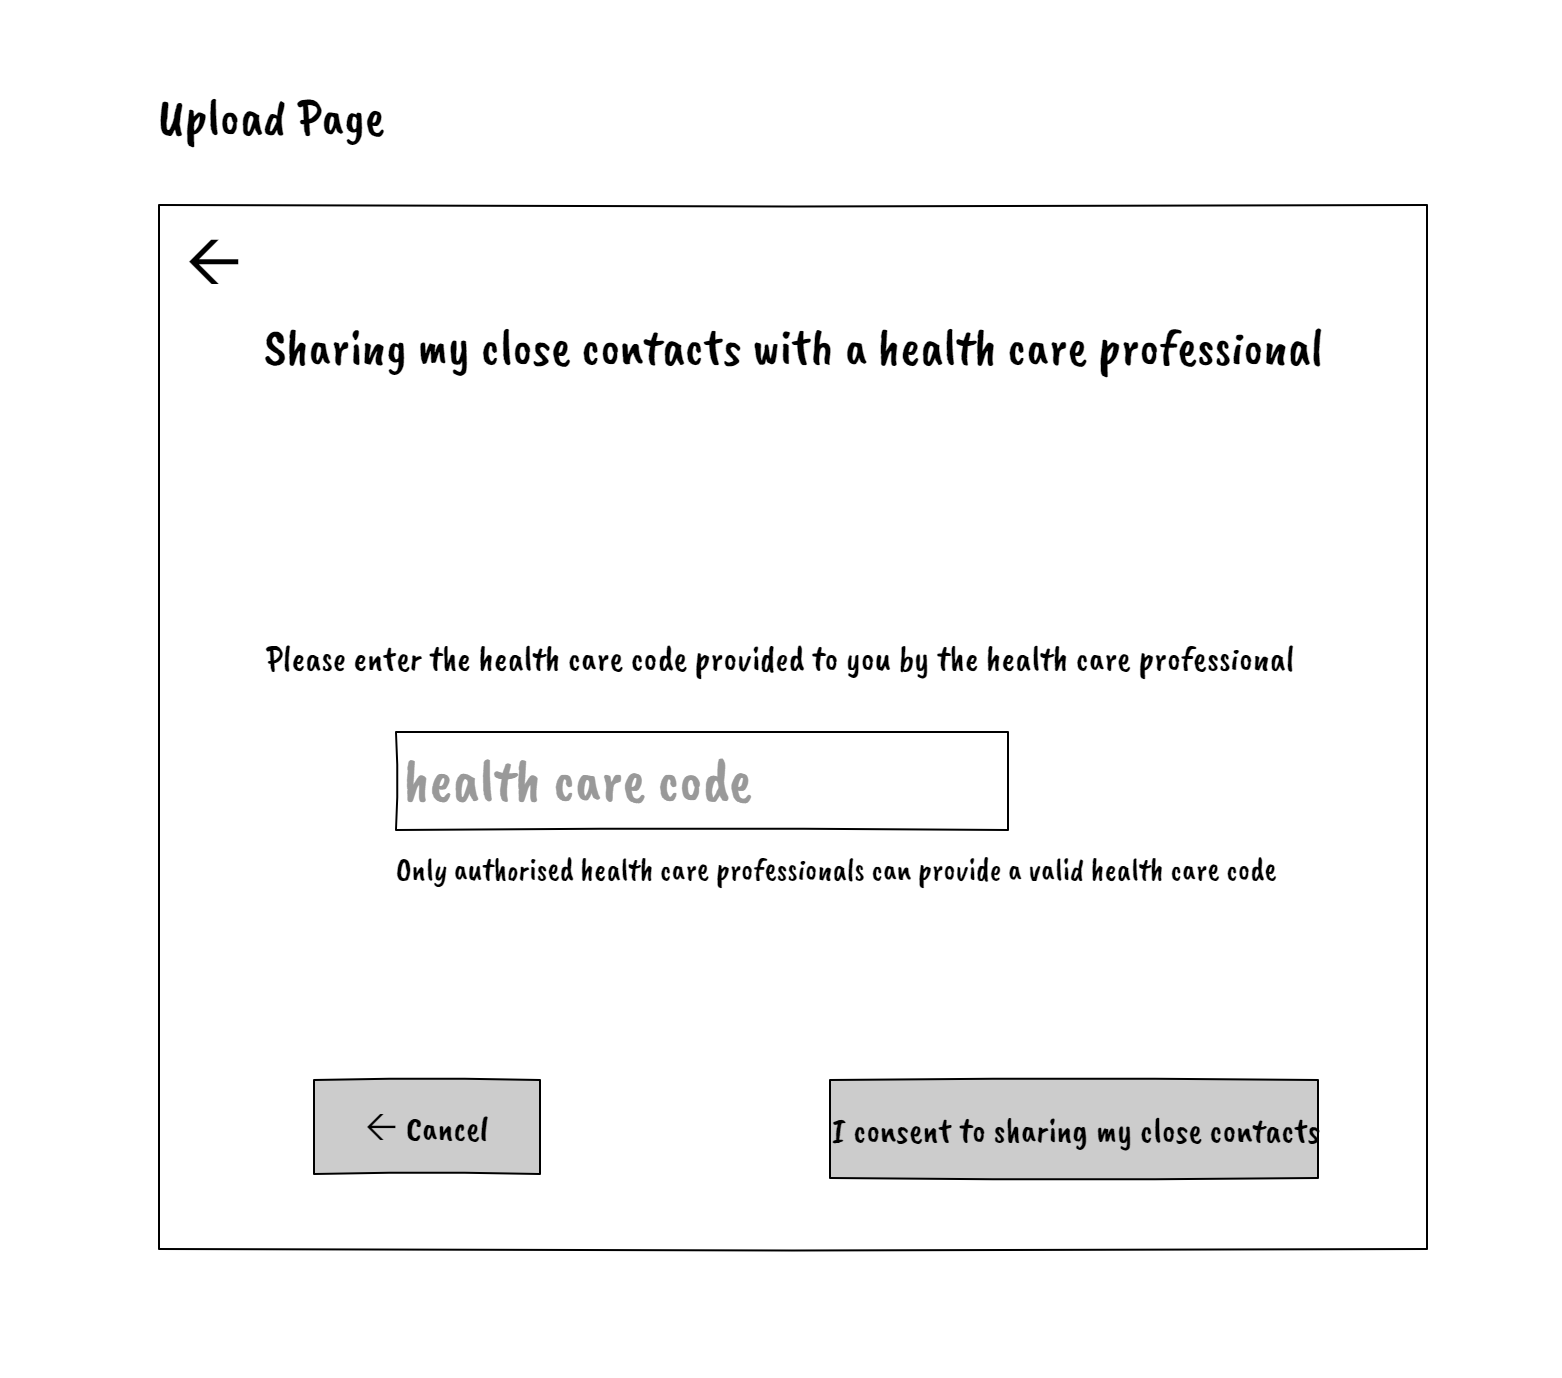 Upload Page
Sharing my close contacts with a health care professional
Please enter the health care code provided to you by the health care professional
health care code
Only authorised health care professionals can provide a valid health care code
← Cancel
I consent to sharing my close contacts